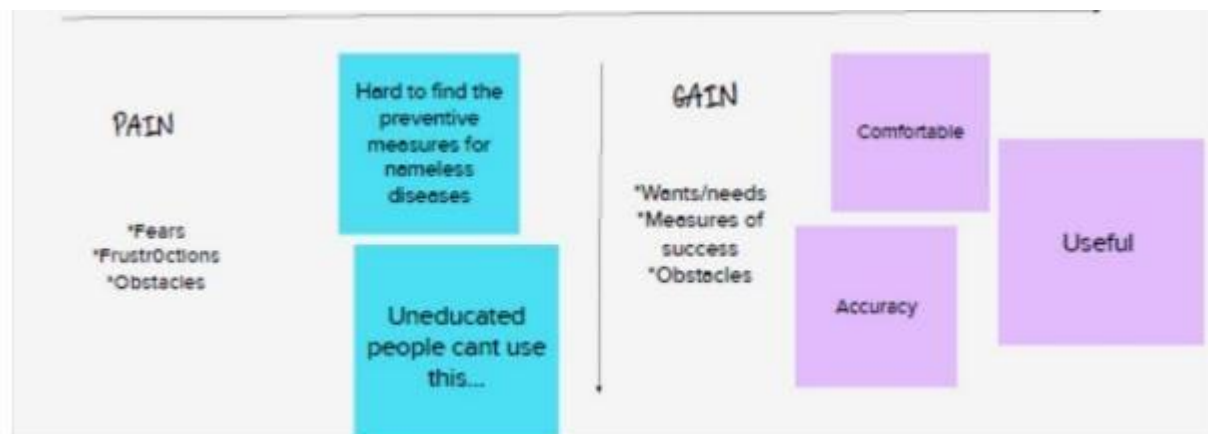 PAIN
*Fears
*Frustr0ctions
*Obstacles
Hard to find the
preventive
measures for
nameless
diseases
Uneducated
people cant use
this...
GAIN
*Wants/needs
*Measures of
success
*Obstacles
Comfortable
Accuracy
Useful